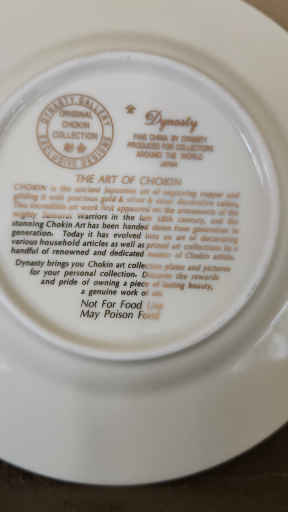 DYNASTY GALLERY
ORIGINAL
CHOKIN
COLLECTION
EXCLUSIVE DESIGNS
Dynasty
FINE CHINA BY DYNASTY
PRODUCED FOR COLLECTORS
AROUND THE WORLD
JAPAN
THE ART OF CHOKIN
CHOKIN is the ancient Japanese art of engraving copper and
gilding it with precious gold & silver & other decorative colors.
This incredible art work first appeared on the ornaments of the
mighty Samurai Warriors in the late 12th century, and the
stunning Chokin Art has been handed down from generation to
generation. Today it has evolved into an art of decorating
various household articles as well as prized art collections by a
handful of renowned and dedicated masters of Chokin artists.
Dynasty brings you Chokin art collection plates and pictures
for your personal collection. Discover the rewards
and pride of owning a piece of lasting beauty,
a genuine work of art.
Not For Food Use
May Poison Food